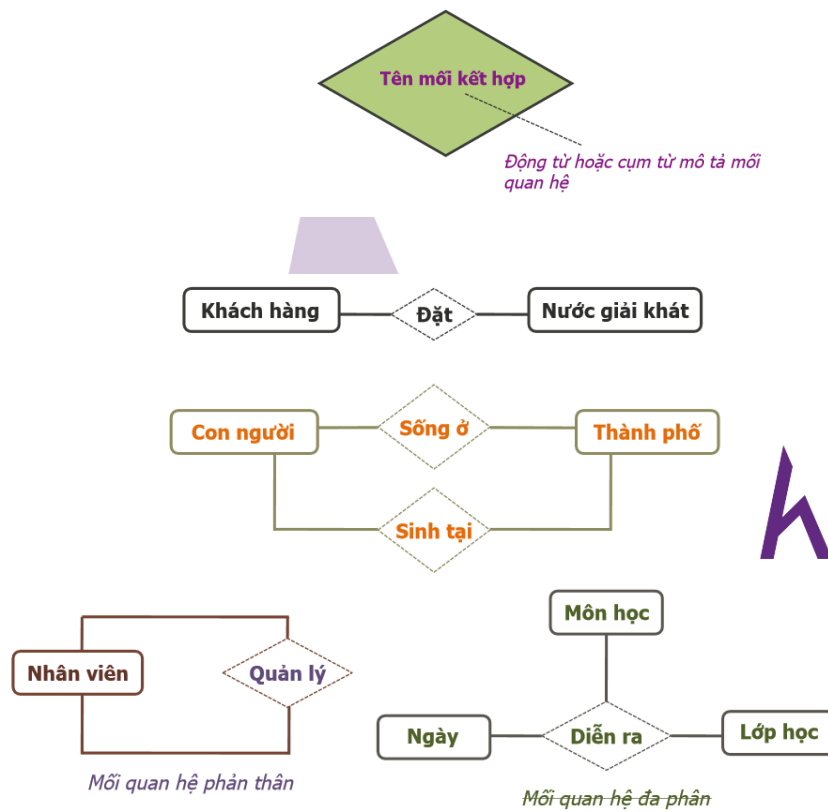 Tên mối kết hợp
Động từ hoặc cụm từ mô tả mối
quan hệ
Khách hàng
Đặt
Nước giải khát
Con người
Sống ở
Thành phố
Sinh tại
Môn học
Nhân viên
Quản lý
Ngày
Diễn ra
Lớp học
Mối quan hệ phản thân
Mối quan hệ đa phân